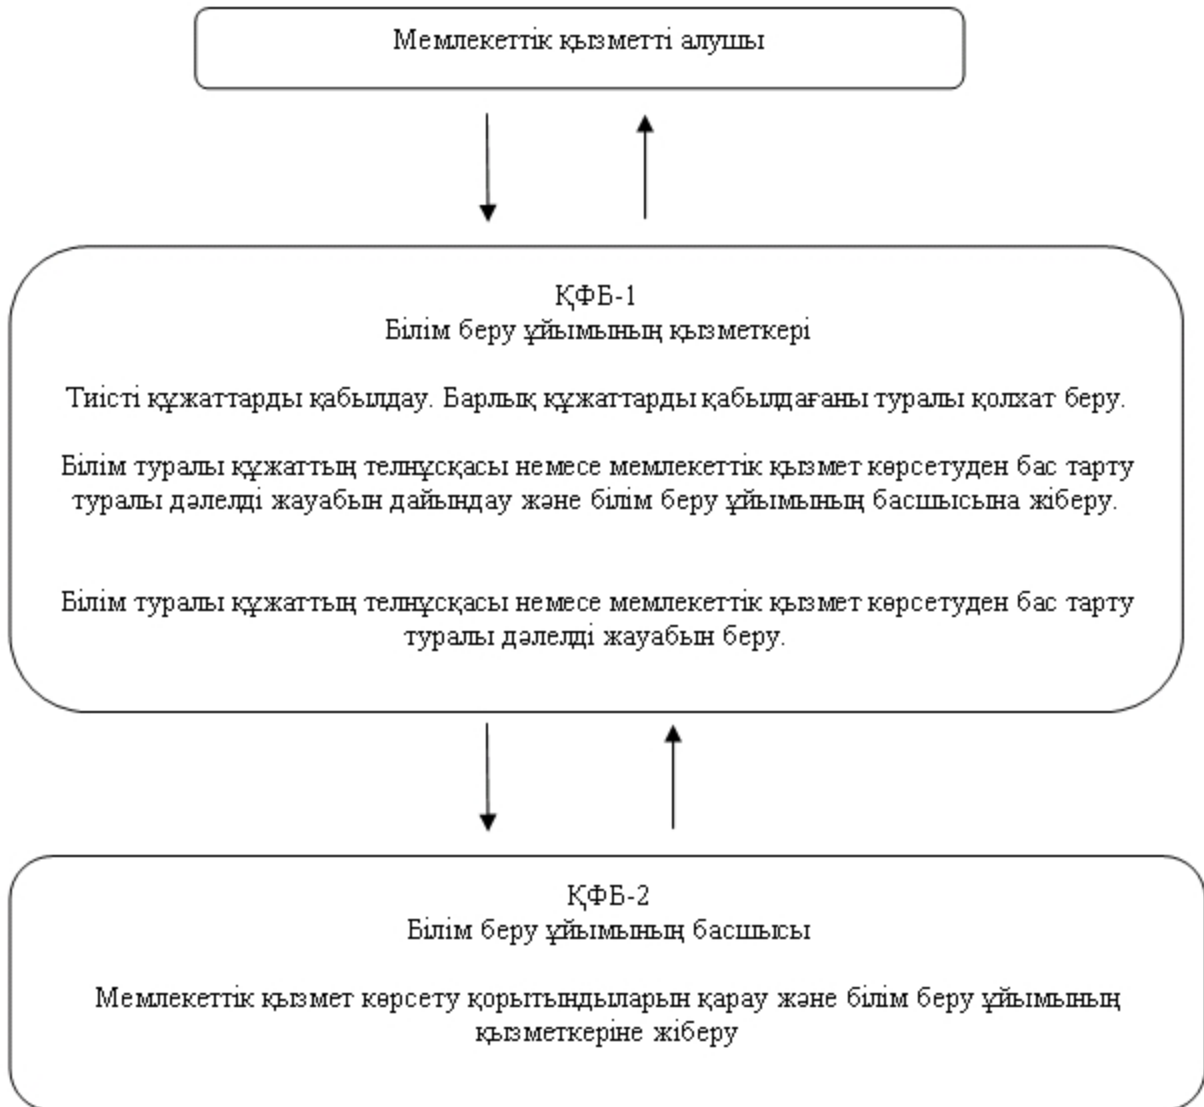 Мемлекеттік қызметті алушы
ҚФБ-1
Білім беру ұйымының қызметкері
Тиісті құжаттарды қабылдау. Барлық құжаттарды қабылдағаны туралы қолхат беру.
Білім туралы құжаттың телнұсқасы немесе мемлекеттік қызмет көрсетуден бас тарту
туралы дәлелді жауабын дайындау және білім беру ұйымының басшысына жіберу.
Білім туралы құжаттың телнұсқасы немесе мемлекеттік қызмет көрсетуден бас тарту
туралы дәлелді жауабын беру.
ҚФБ-2
Білім беру ұйымының басшысы
Мемлекеттік қызмет көрсету қорытындыларын қарау және білім беру ұйымының
қызметкеріне жіберу